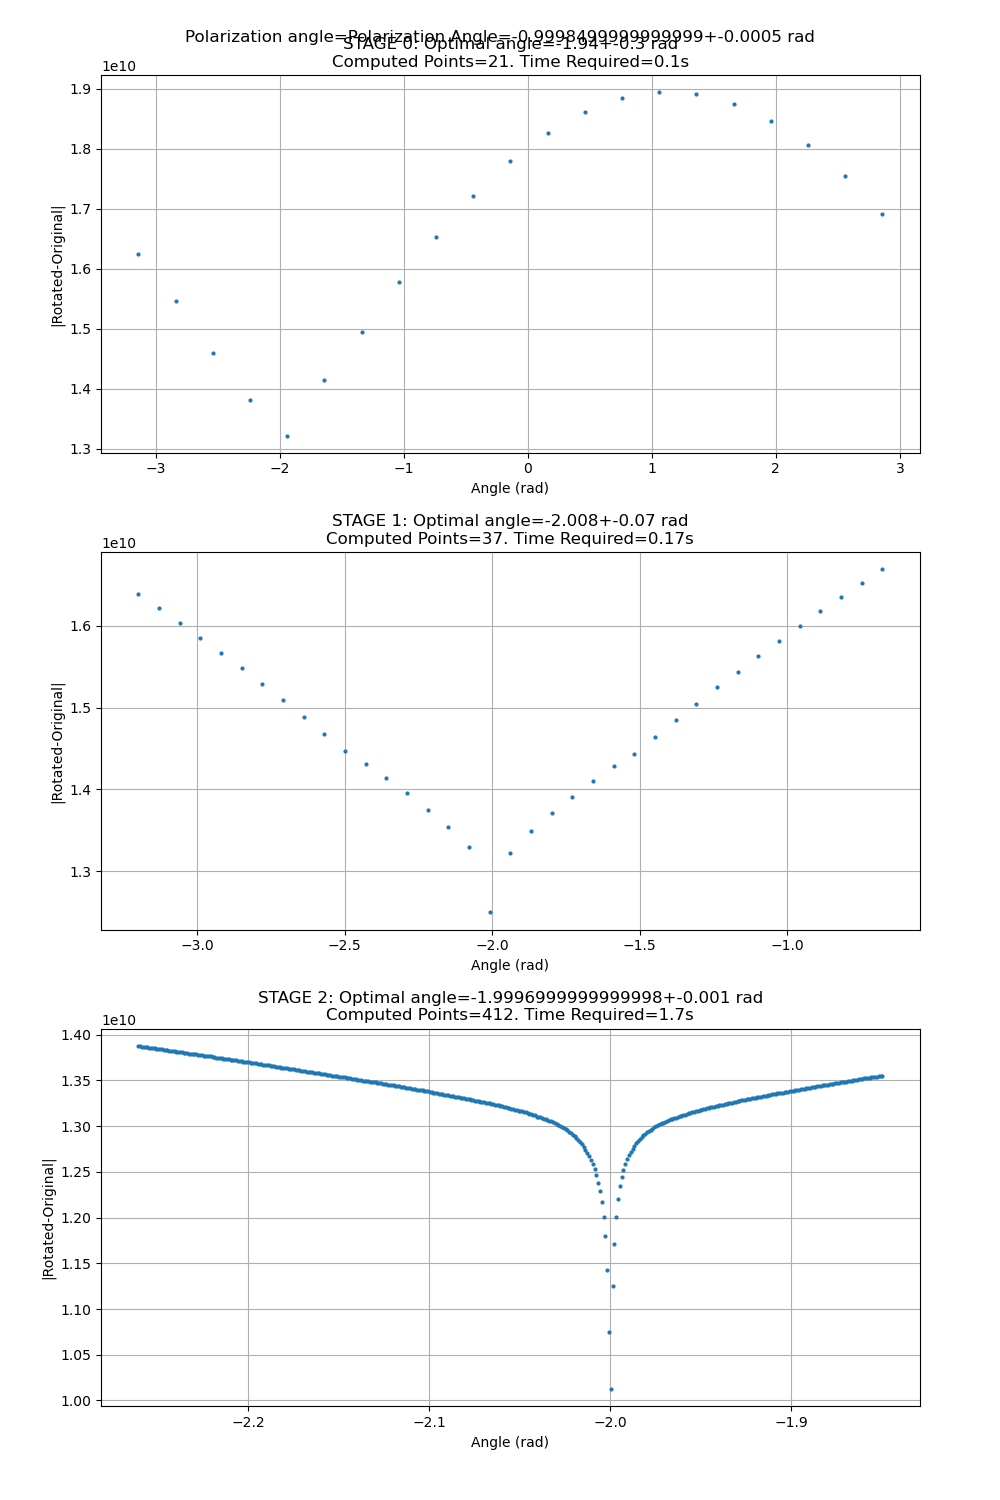 Polarization angle=Polarization Angle=-0.9998499999999999+-0.0005 rad
STAGE 0: Optimal angle=-1.94+-0.3 rad
Computed Points=21. Time Required=0.1s
1e10
1.9
1.8
1.7
1.6
1.5
1.4
1.3
|Rotated-Original|
−3 −2 −1 0 1 2 3
Angle (rad)
STAGE 1: Optimal angle=-2.008+-0.07 rad
Computed Points=37. Time Required=0.17s
1e10
1.6
1.5
1.4
1.3
|Rotated-Original|
−3.0 −2.5 −2.0 −1.5 −1.0
Angle (rad)
STAGE 2: Optimal angle=-1.9996999999999998+-0.001 rad
Computed Points=412. Time Required=1.7s
1e10
1.40
1.35
1.30
1.25
1.20
1.15
1.10
1.05
1.00
|Rotated-Original|
−2.2 −2.1 −2.0 −1.9
Angle (rad)